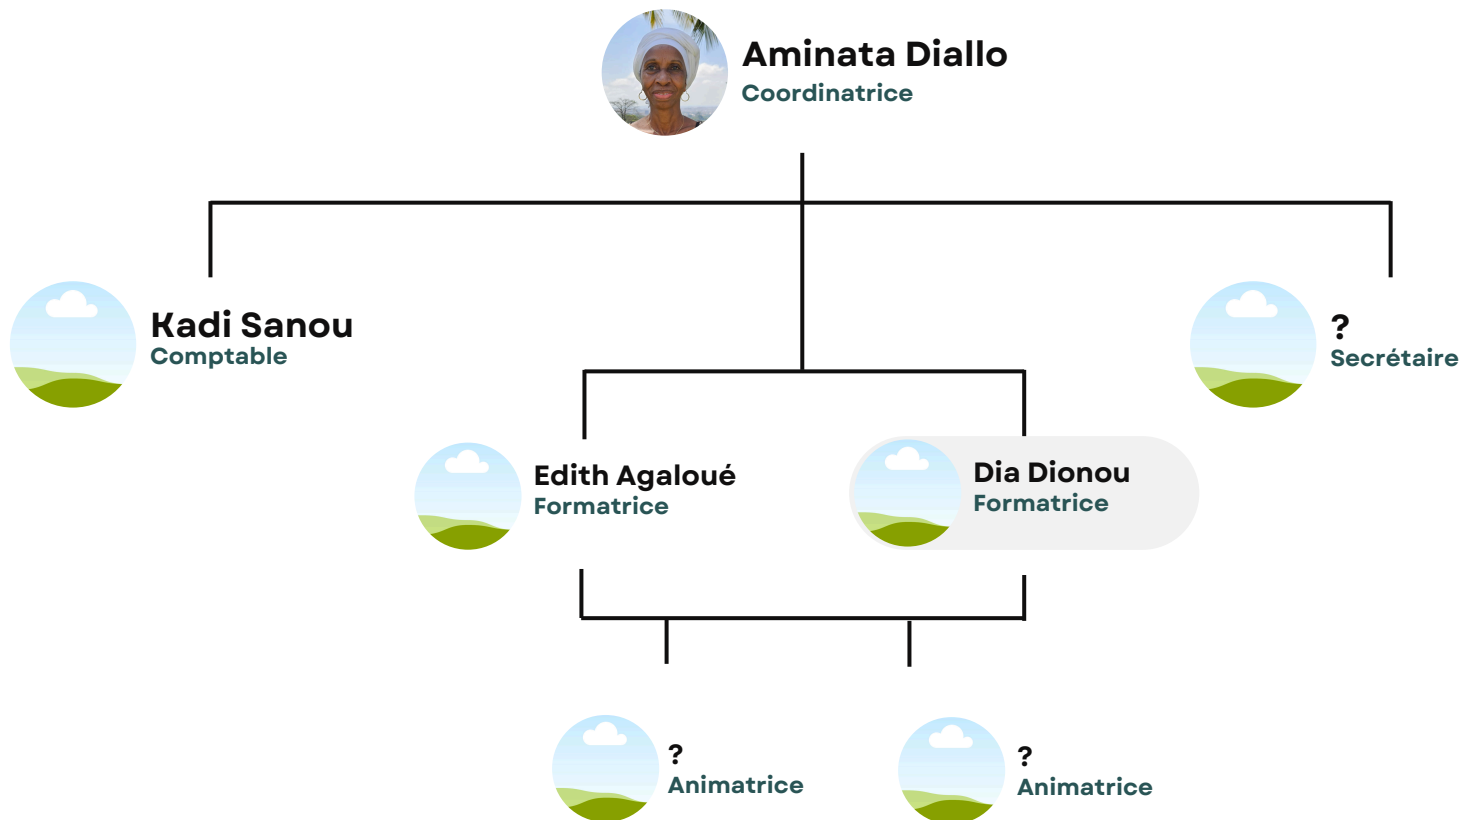 Aminata Diallo
Coordinatrice
Kadi Sanou
Comptable
?
Secrétaire
Edith Agaloué
Formatrice
Dia Dionou
Formatrice
?
Animatrice
?
Animatrice